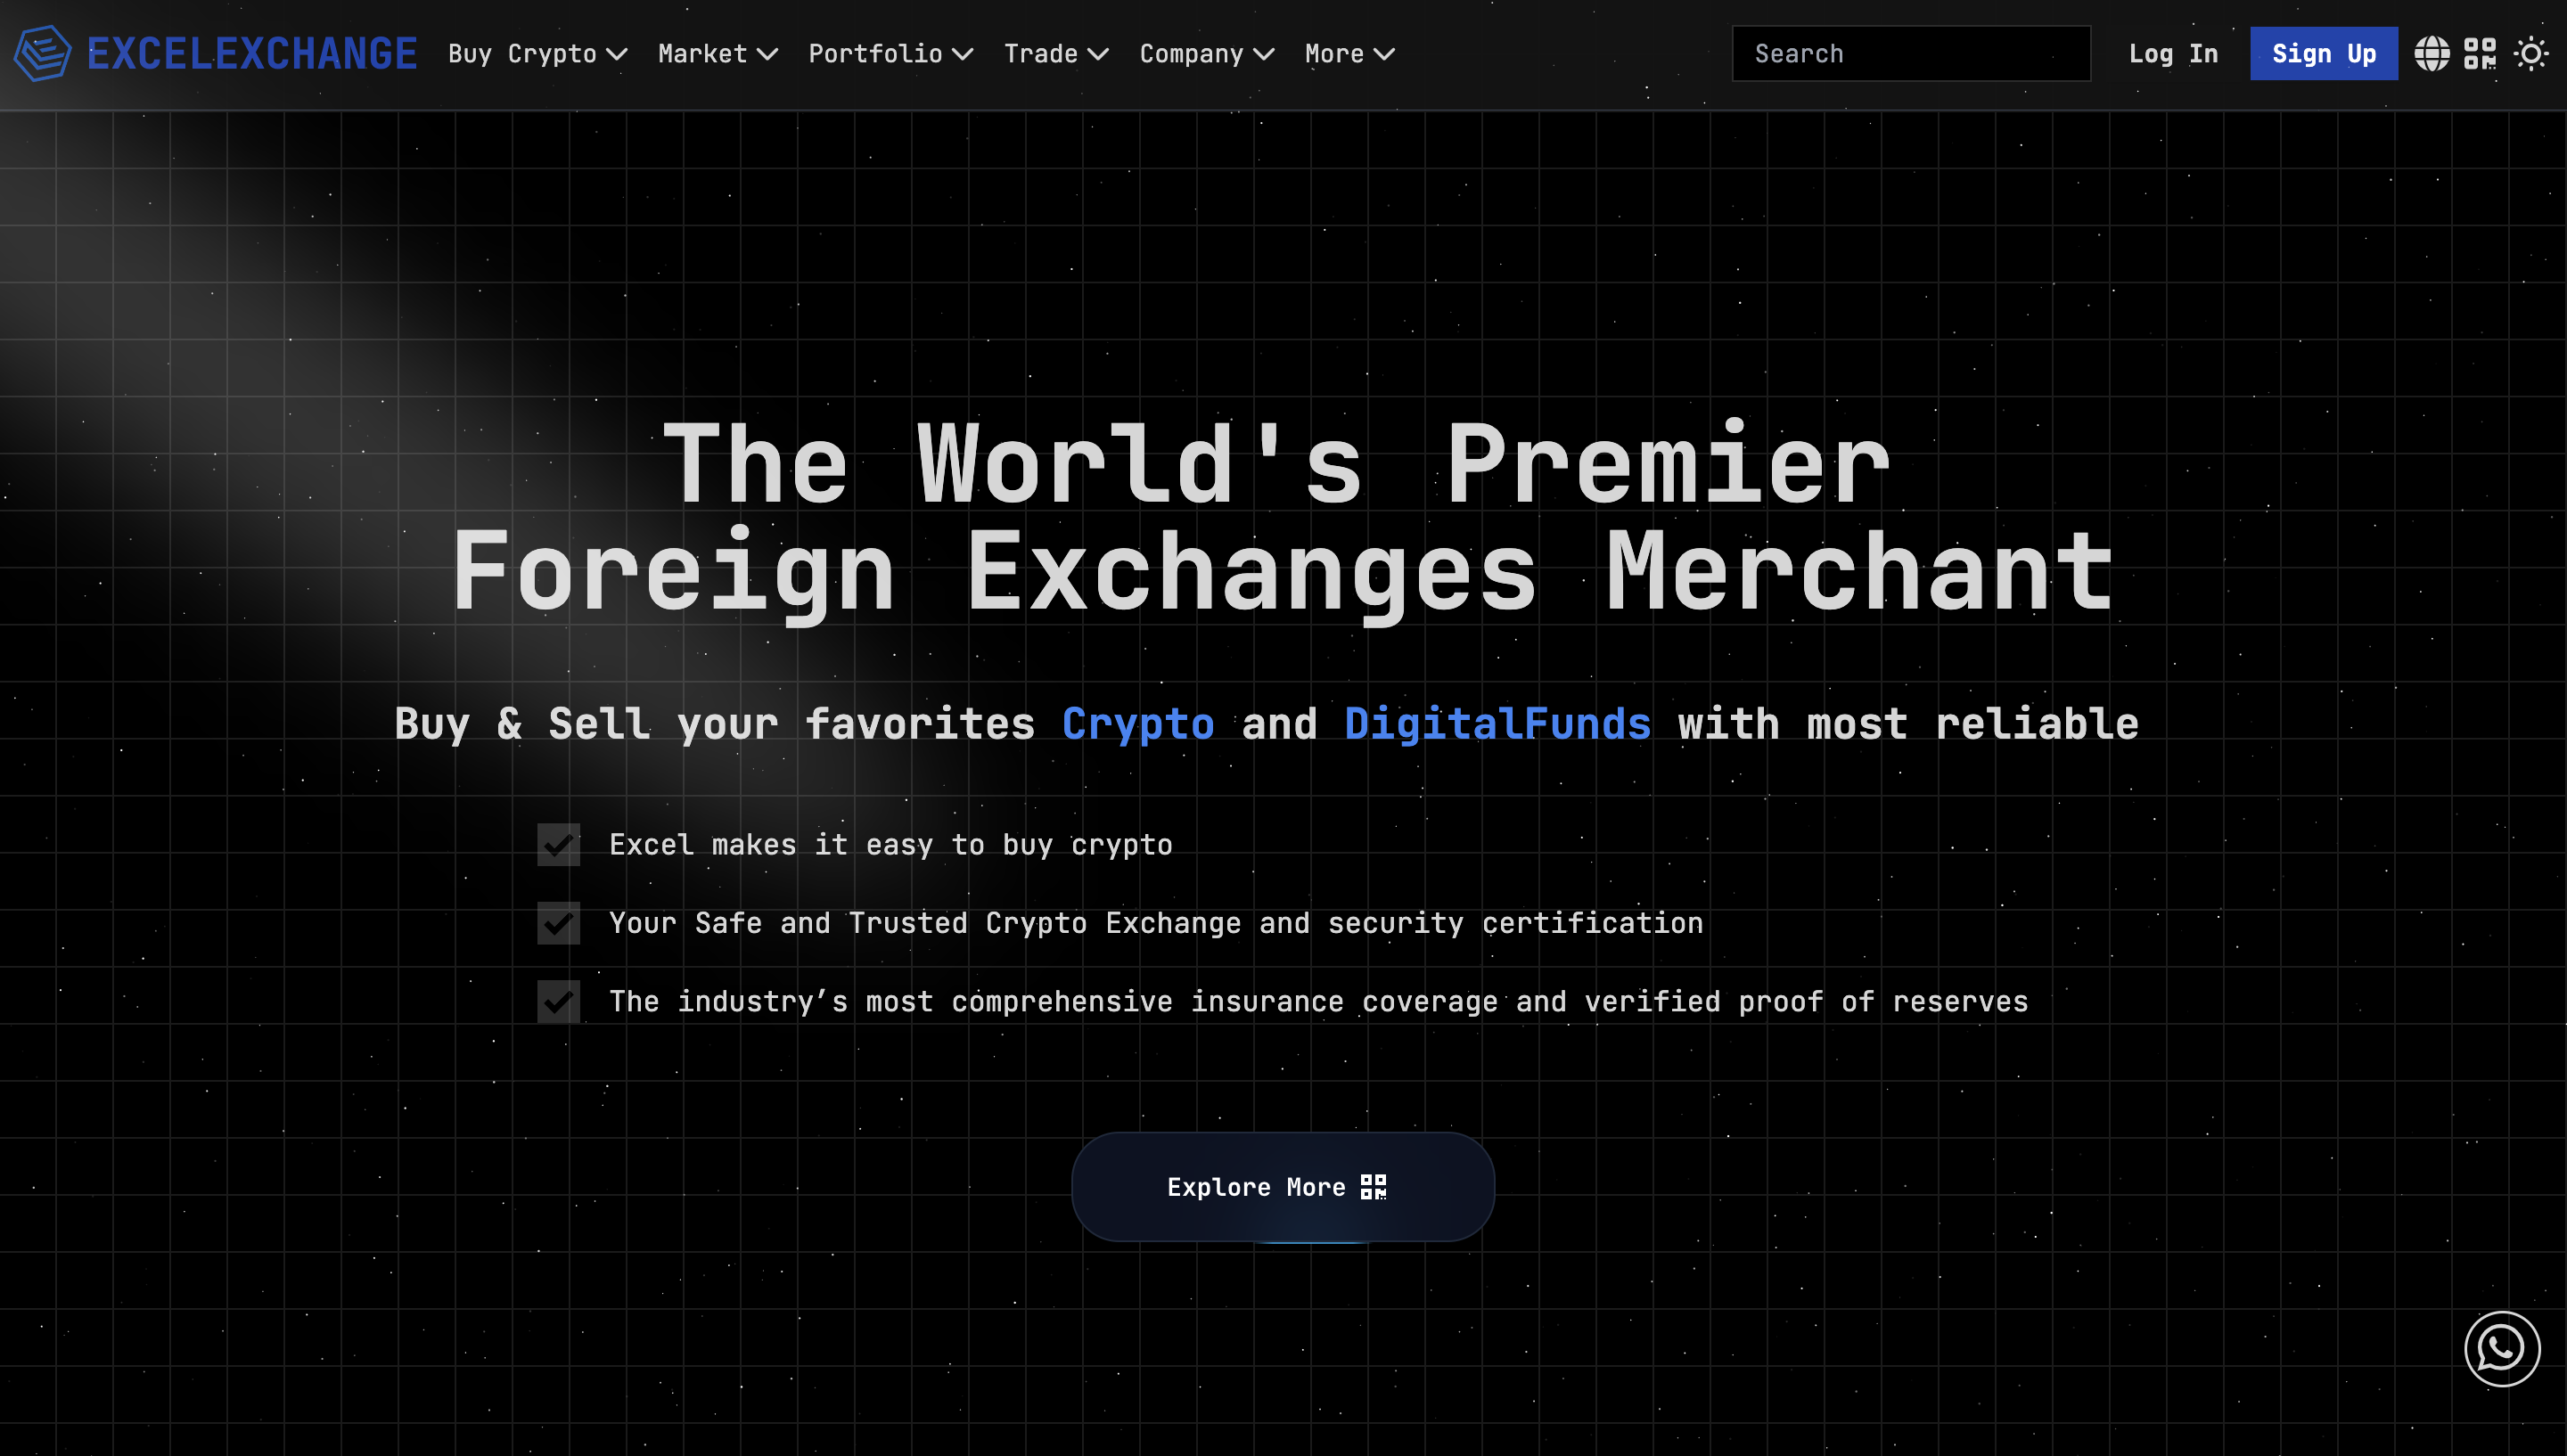 EXCELEXCHANGE
Buy Crypto Market Portfolio Trade Company More Search Log In Sign Up
The World's Premier
Foreign Exchanges Merchant
Buy & Sell your favorites Crypto and DigitalFunds with most reliable
Excel makes it easy to buy crypto
Your Safe and Trusted Crypto Exchange and security certification
The industry’s most comprehensive insurance coverage and verified proof of reserves
Explore More